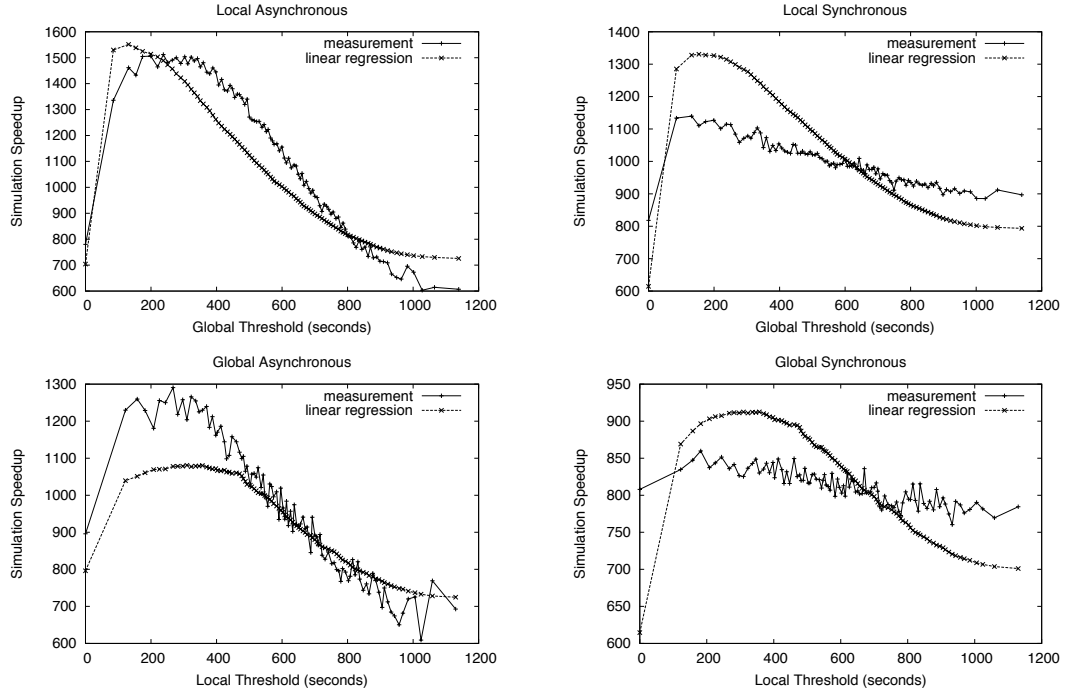 Local Asynchronous
Simulation Speedup
1600
1500
1400
1300
1200
1100
1000
900
800
700
600
measurement
linear regression
0 200 400 600 800 1000 1200
Global Threshold (seconds)
Local Synchronous
Simulation Speedup
1400
1300
1200
1100
1000
900
800
700
600
measurement
linear regression
0 200 400 600 800 1000 1200
Global Threshold (seconds)
Global Asynchronous
Simulation Speedup
1300
1200
1100
1000
900
800
700
600
measurement
linear regression
0 200 400 600 800 1000 1200
Local Threshold (seconds)
Global Synchronous
Simulation Speedup
950
900
850
800
750
700
650
600
measurement
linear regression
0 200 400 600 800 1000 1200
Local Threshold (seconds)